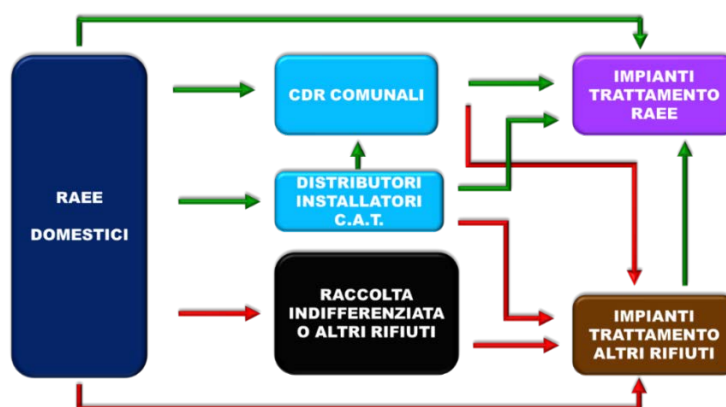 RAEE
DOMESTICI
CDR COMUNALI
DISTRIBUTORI
INSTALLATORI
C.A.T.
RACCOLTA
INDIFFERENZIATA
O ALTRI RIFIUTI
IMPIANTI
TRATTAMENTO
RAEE
IMPIANTI
TRATTAMENTO
ALTRI RIFIUTI